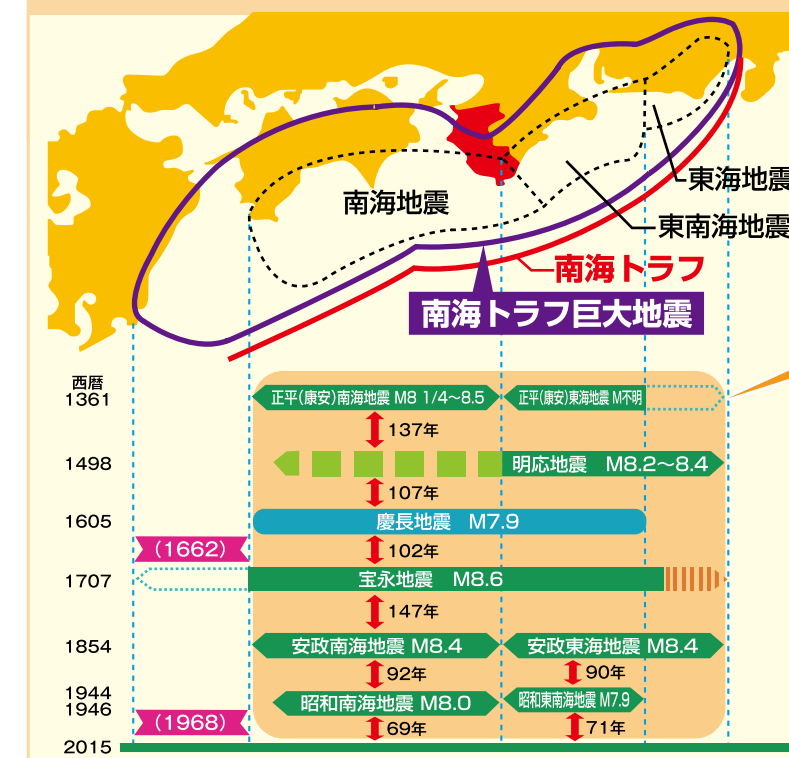 東海地震
南海地震
東南海地震
南海トラフ
南海トラフ巨大地震
西暦
1361
正平(康安)南海地震 M8 1/4~8.5
正平(康安)東海地震 M不明
137年
1498
明応地震　M8.2~8.4
107年
1605
慶長地震　M7.9
(1662)
102年
1707
宝永地震　M8.6
147年
1854
安政南海地震 M8.4
安政東海地震 M8.4
92年
90年
1944
1946
昭和南海地震 M8.0
昭和東南海地震 M7.9
(1968)
69年
71年
2015